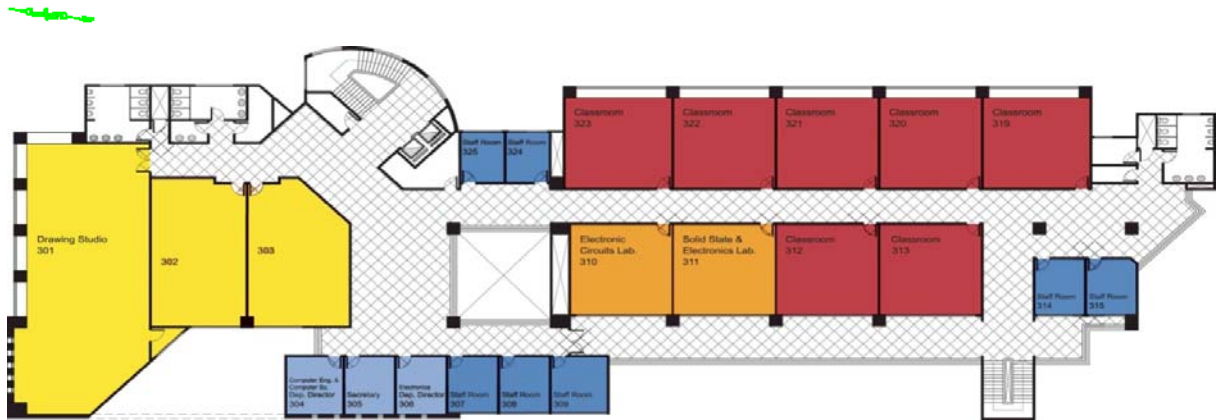 Classroom
323
Classroom
322
Classroom
321
Classroom
320
Classroom
319
Staff Room
325
Staff Room
324
Drawing Studio
301
302
303
Electronic
Circuits Lab.
310
Solid State &
Electronics Lab.
311
Classroom
312
Classroom
313
Staff Room
314
Staff Room
315
Computer Eng. &
Computer Sc.
Dep. Director
304
Secretary
305
Electronics
Dep. Director
306
Staff Room
307
Staff Room
308
Staff Room
309